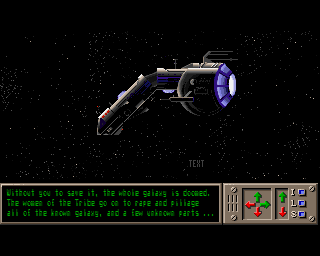 TEXT
Without you to save it, the whole galaxy is doomed.
The women of the Tribe go on to rape and pillage
all of the known galaxy, and a few unknown parts ...
I
L
S